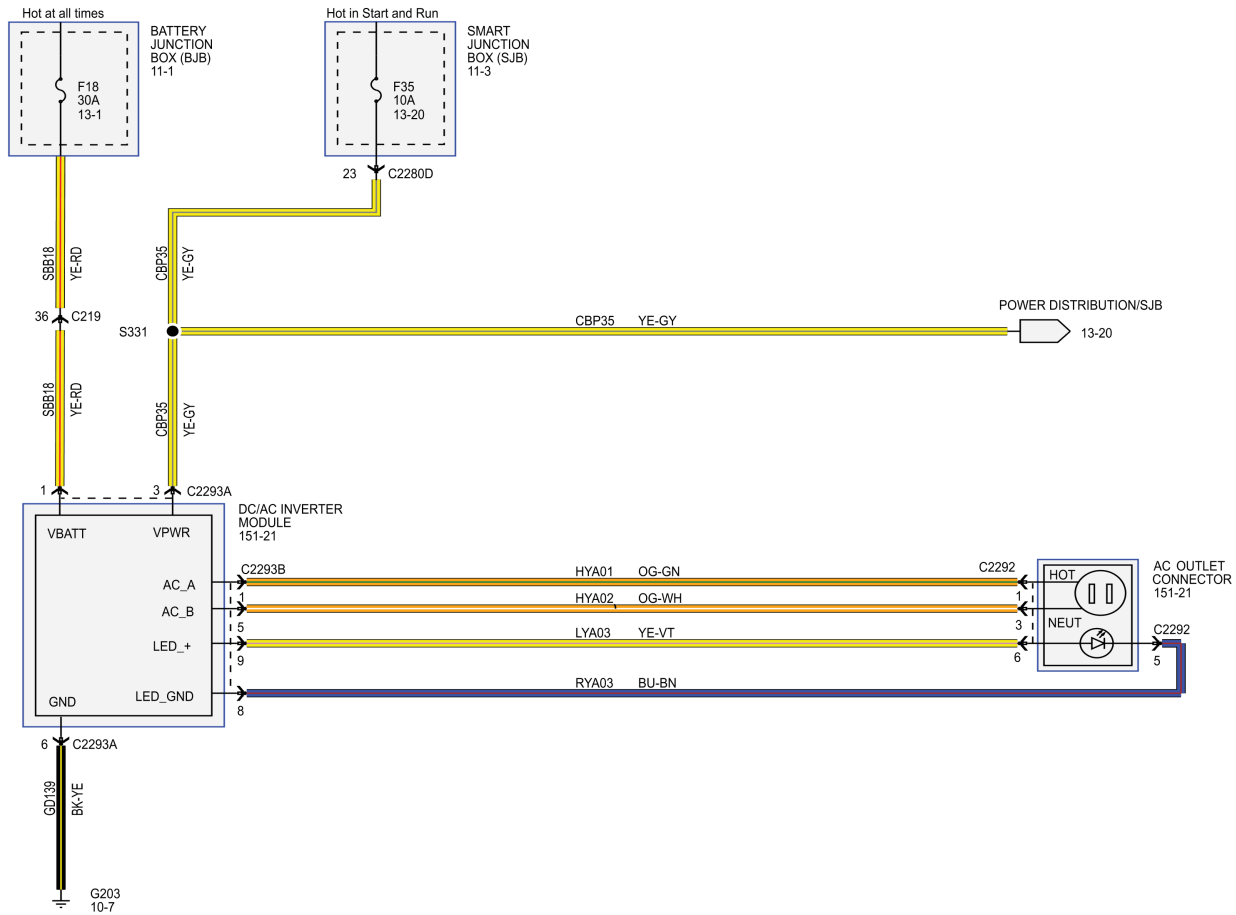 Hot at all times
BATTERY
JUNCTION
BOX (BJB)
11-1
F18
30A
13-1
Hot in Start and Run
SMART
JUNCTION
BOX (SJB)
11-3
F35
10A
13-20
23
C2280D
SBB18
YE-RD
CBP35
YE-GY
36
C219
S331
CBP35
YE-GY
POWER DISTRIBUTION/SJB
13-20
SBB18
YE-RD
CBP35
YE-GY
1
3
C2293A
DC/AC INVERTER
MODULE
151-21
VBATT
VPWR
AC_A
AC_B
LED_+
LED_GND
GND
C2293B
1
5
9
8
HYA01
OG-GN
HYA02
OG-WH
LYA03
YE-VT
RYA03
BU-BN
C2292
1
3
6
HOT
NEUT
AC OUTLET
CONNECTOR
151-21
C2292
5
6
C2293A
GD139
BK-YE
G203
10-7